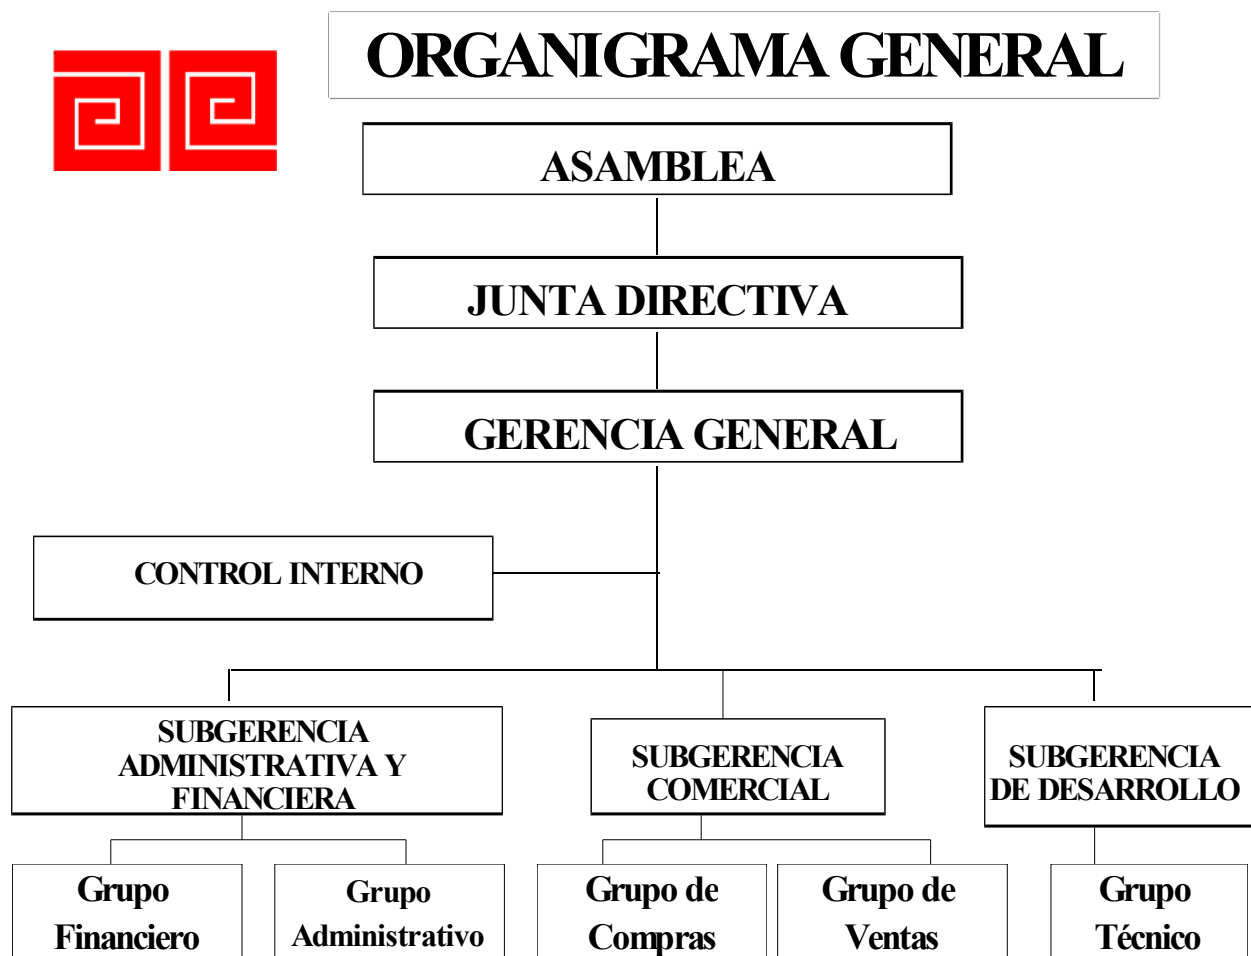 ORGANIGRAMA GENERAL
ASAMBLEA
JUNTA DIRECTIVA
GERENCIA GENERAL
CONTROL INTERNO
SUBGERENCIA
ADMINISTRATIVA Y
FINANCIERA
SUBGERENCIA
COMERCIAL
SUBGERENCIA
DE DESARROLLO
Grupo
Financiero
Grupo
Administrativo
Grupo de
Compras
Grupo de
Ventas
Grupo
Técnico